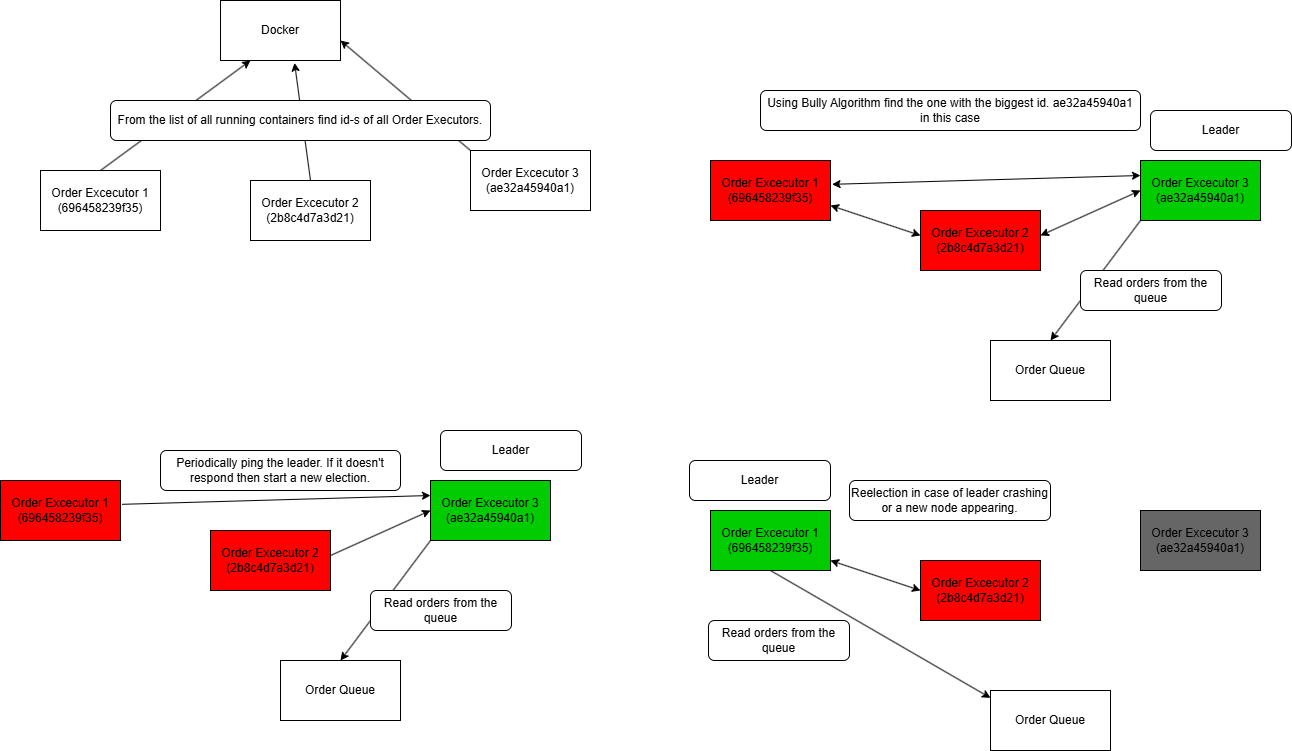 Docker
From the list of all running containers find id-s of all Order Executors.
Order Excecutor 1
(696458239f35)
Order Excecutor 2
(2b8c4d7a3d21)
Order Excecutor 3
(ae32a45940a1)
Using Bully Algorithm find the one with the biggest id. ae32a45940a1
in this case
Leader
Order Excecutor 1
(696458239f35)
Order Excecutor 3
(ae32a45940a1)
Order Excecutor 2
(2b8c4d7a3d21)
Read orders from the
queue
Order Queue
Leader
Periodically ping the leader. If it doesn't
respond then start a new election.
Order Excecutor 1
(696458239f35)
Order Excecutor 3
(ae32a45940a1)
Order Excecutor 2
(2b8c4d7a3d21)
Read orders from the
queue
Order Queue
Leader
Reelection in case of leader crashing
or a new node appearing.
Order Excecutor 1
(696458239f35)
Order Excecutor 3
(ae32a45940a1)
Order Excecutor 2
(2b8c4d7a3d21)
Read orders from the
queue
Order Queue